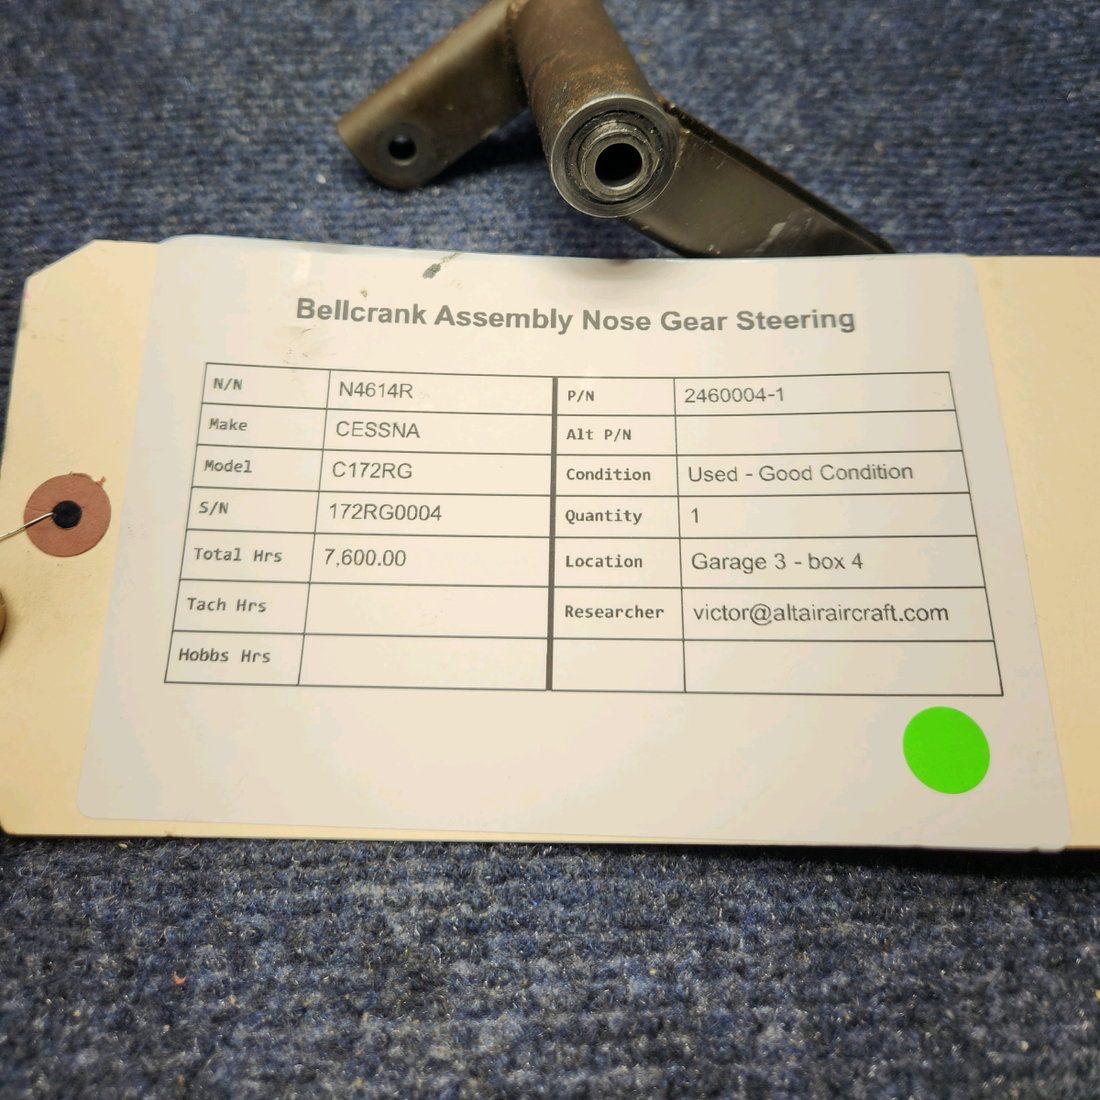 Bellcrank Assembly Nose Gear Steering
N/N N4614R P/N 2460004-1
Make CESSNA Alt P/N
Model C172RG Condition Used - Good Condition
S/N 172RG0004 Quantity 1
Total Hrs 7,600.00 Location Garage 3 - box 4
Tach Hrs Researcher victor@altairaircraft.com
Hobbs Hrs